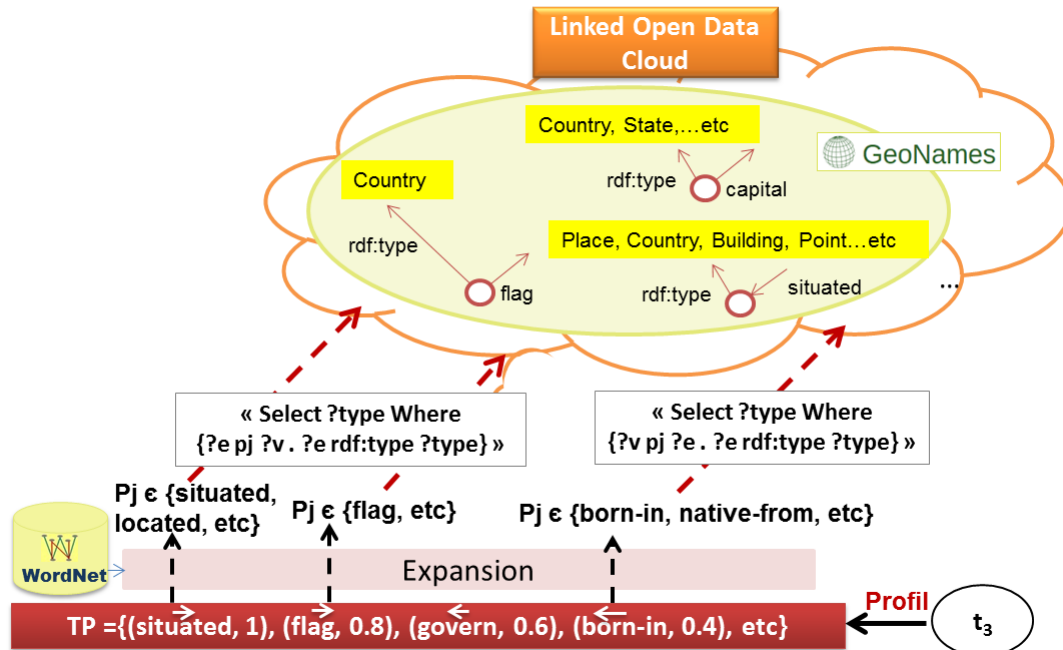 Linked Open Data
Cloud
Country, State,...etc
GeoNames
Country
rdf:type
capital
rdf:type
Place, Country, Building, Point...etc
flag
rdf:type
situated
...
« Select ?type Where
{?e pj ?v . ?e rdf:type ?type} »
« Select ?type Where
{?v pj ?e . ?e rdf:type ?type} »
Pj є {situated,
located, etc}
Pj є {flag, etc}
Pj є {born-in, native-from, etc}
WordNet
Expansion
TP ={(situated, 1), (flag, 0.8), (govern, 0.6), (born-in, 0.4), etc}
Profil
t3